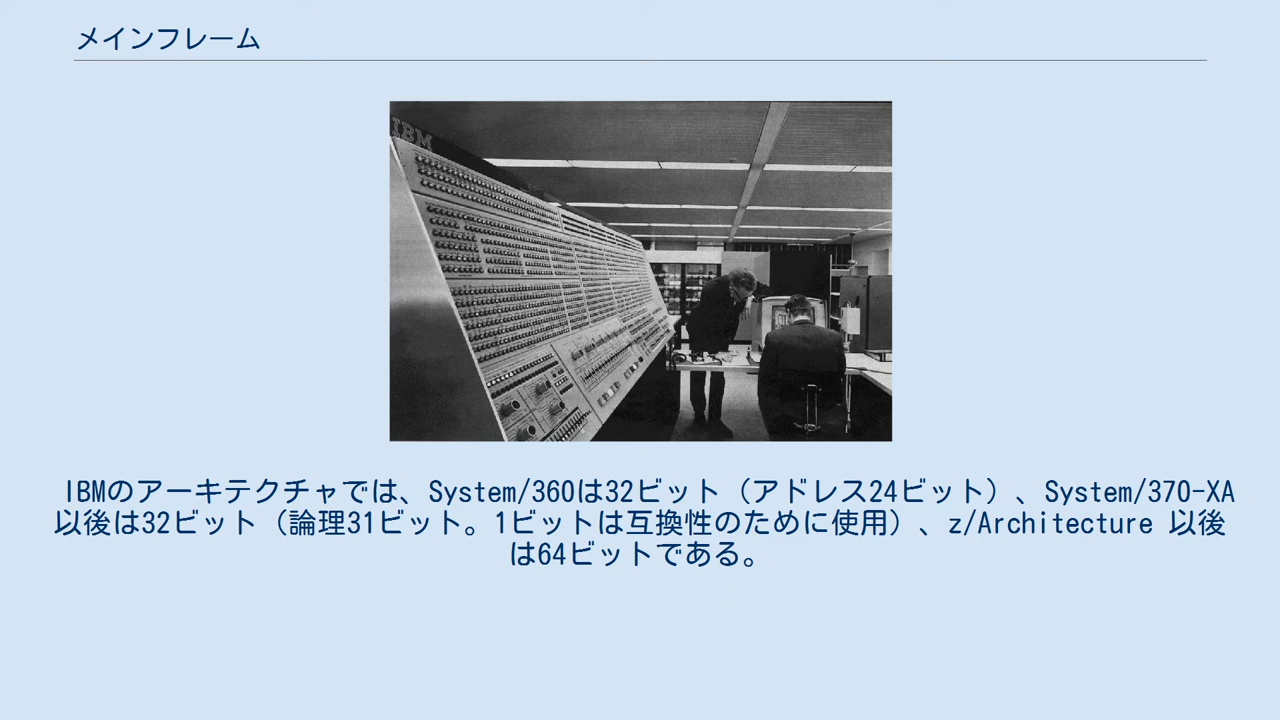 メインフレーム
IBM
IBMのアーキテクチャでは、System/360は32ビット（アドレス24ビット）、System/370-XA
以後は32ビット（論理31ビット。1ビットは互換性のために使用）、z/Architecture 以後
は64ビットである。